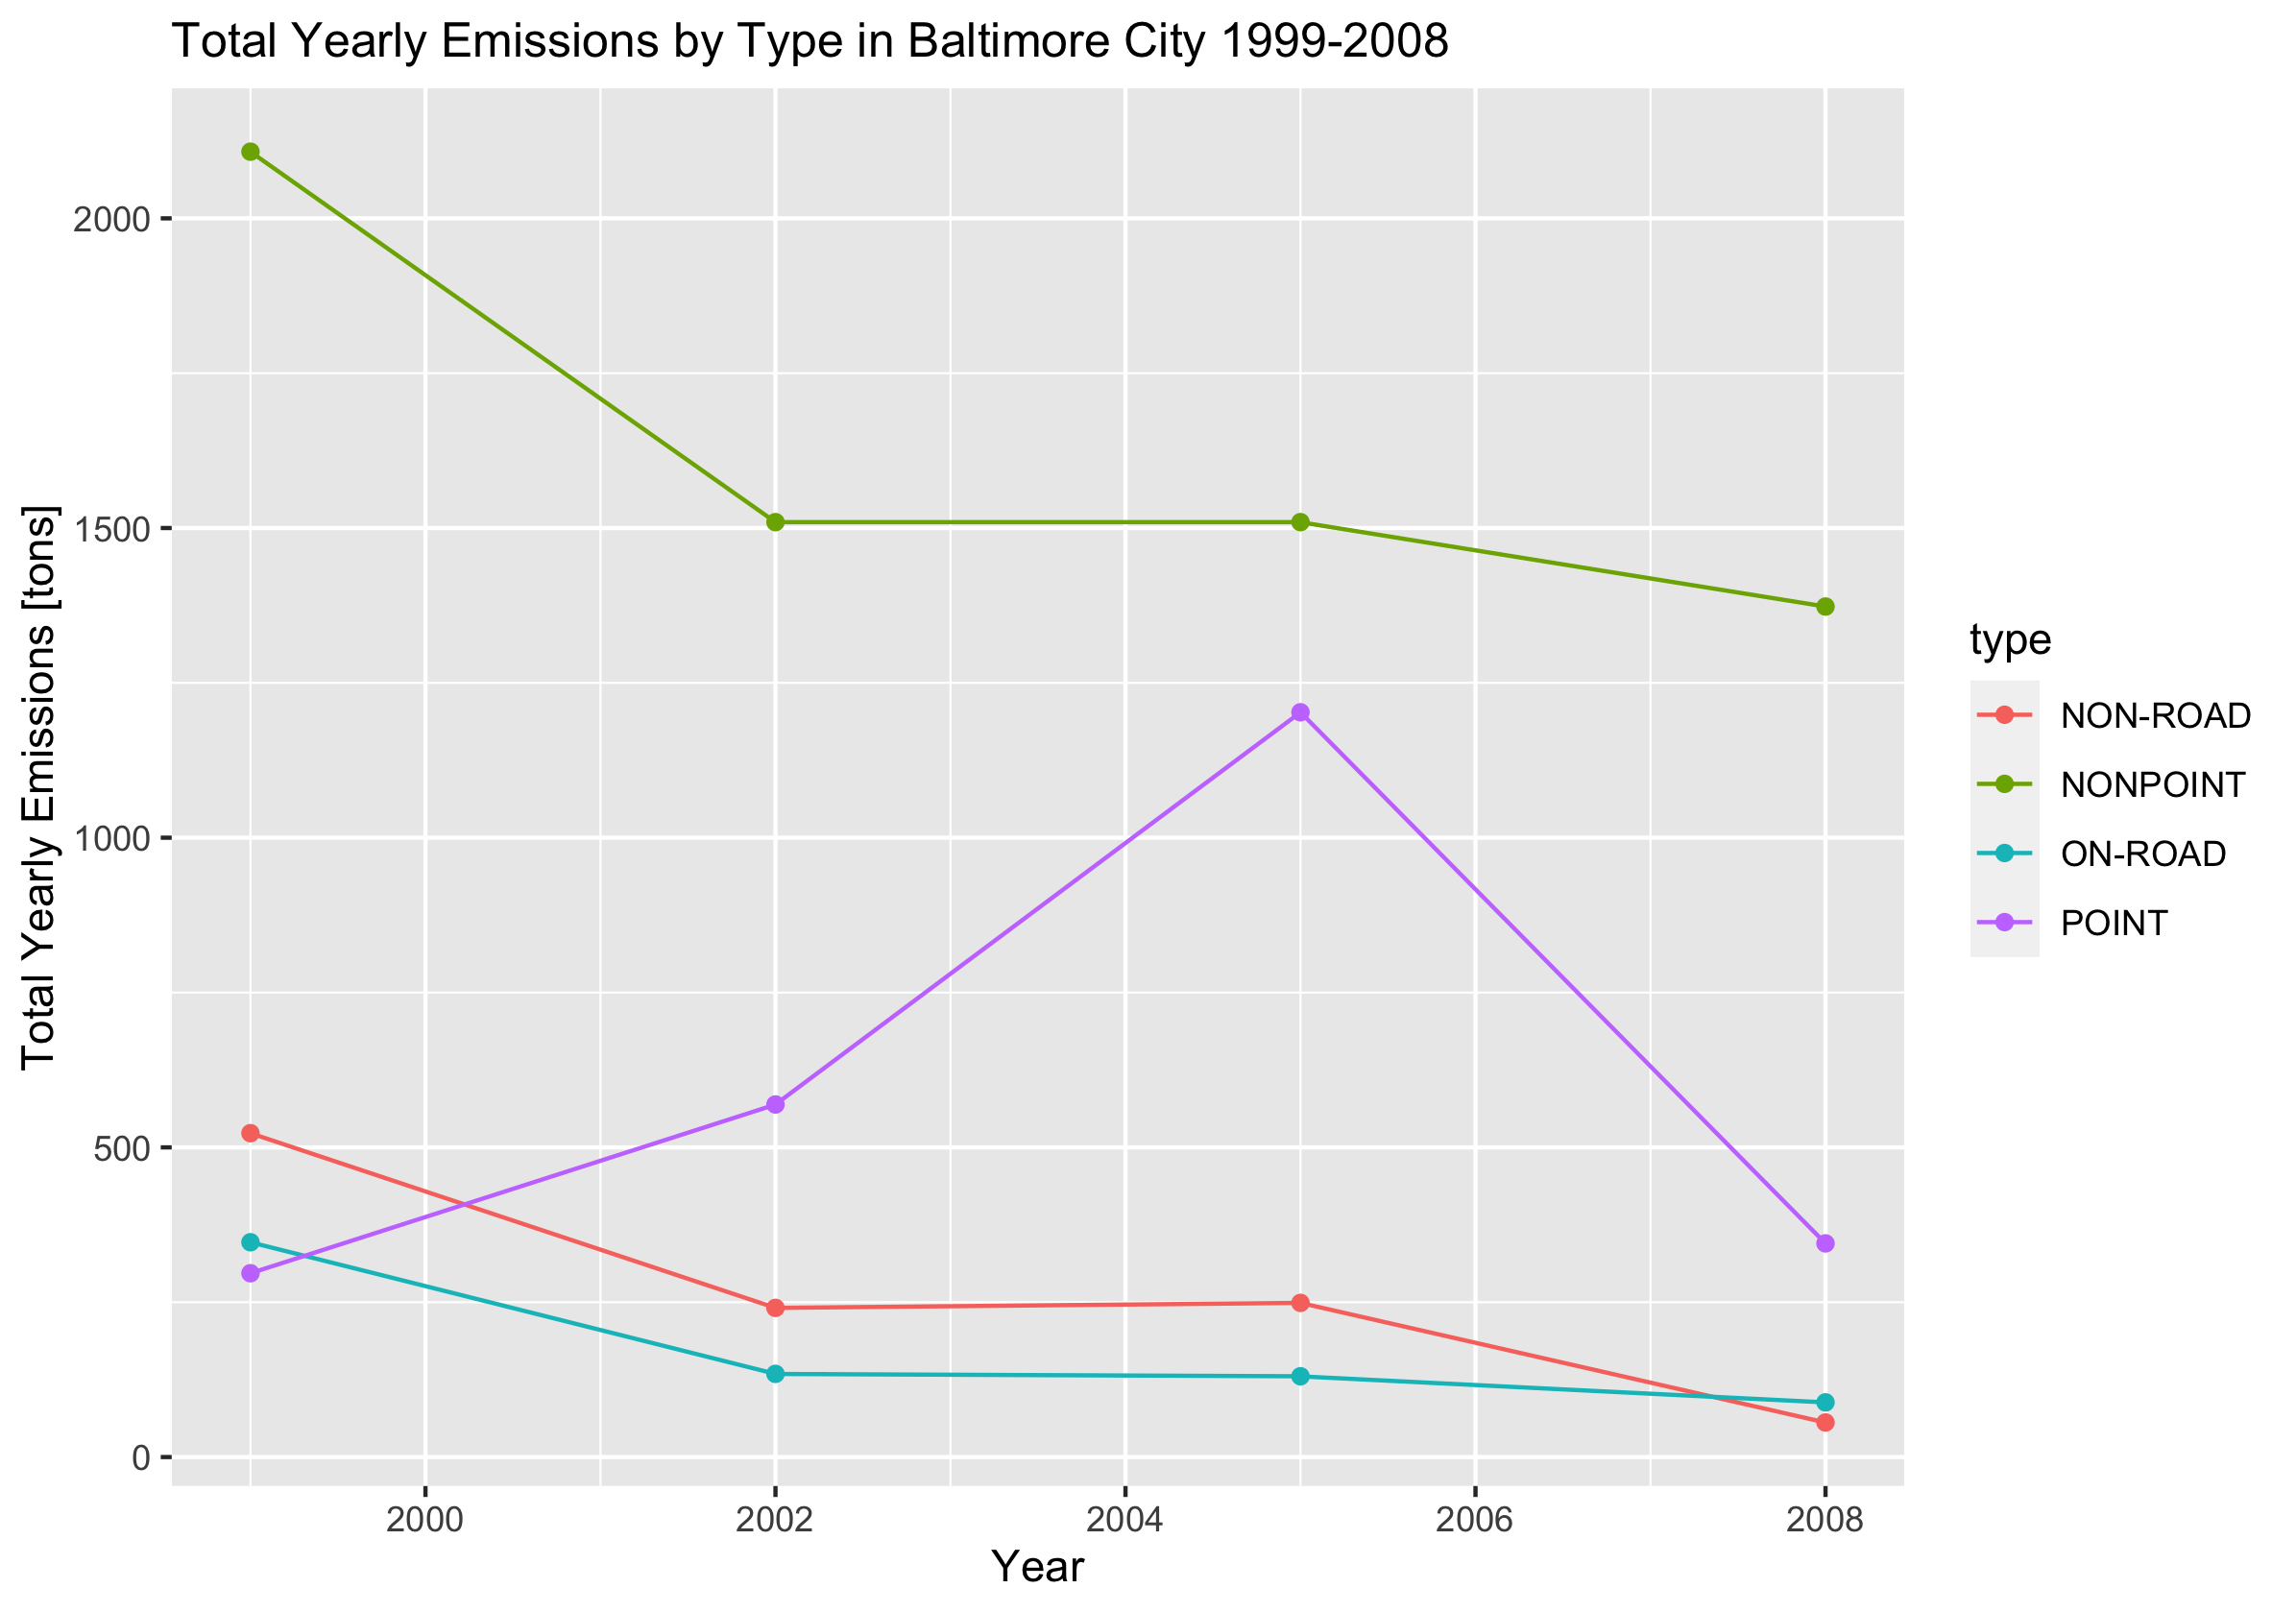 Total Yearly Emissions by Type in Baltimore City 1999-2008
Total Yearly Emissions [tons]
2000
1500
1000
500
0
2000 2002 2004 2006 2008
Year
type
NON-ROAD
NONPOINT
ON-ROAD
POINT